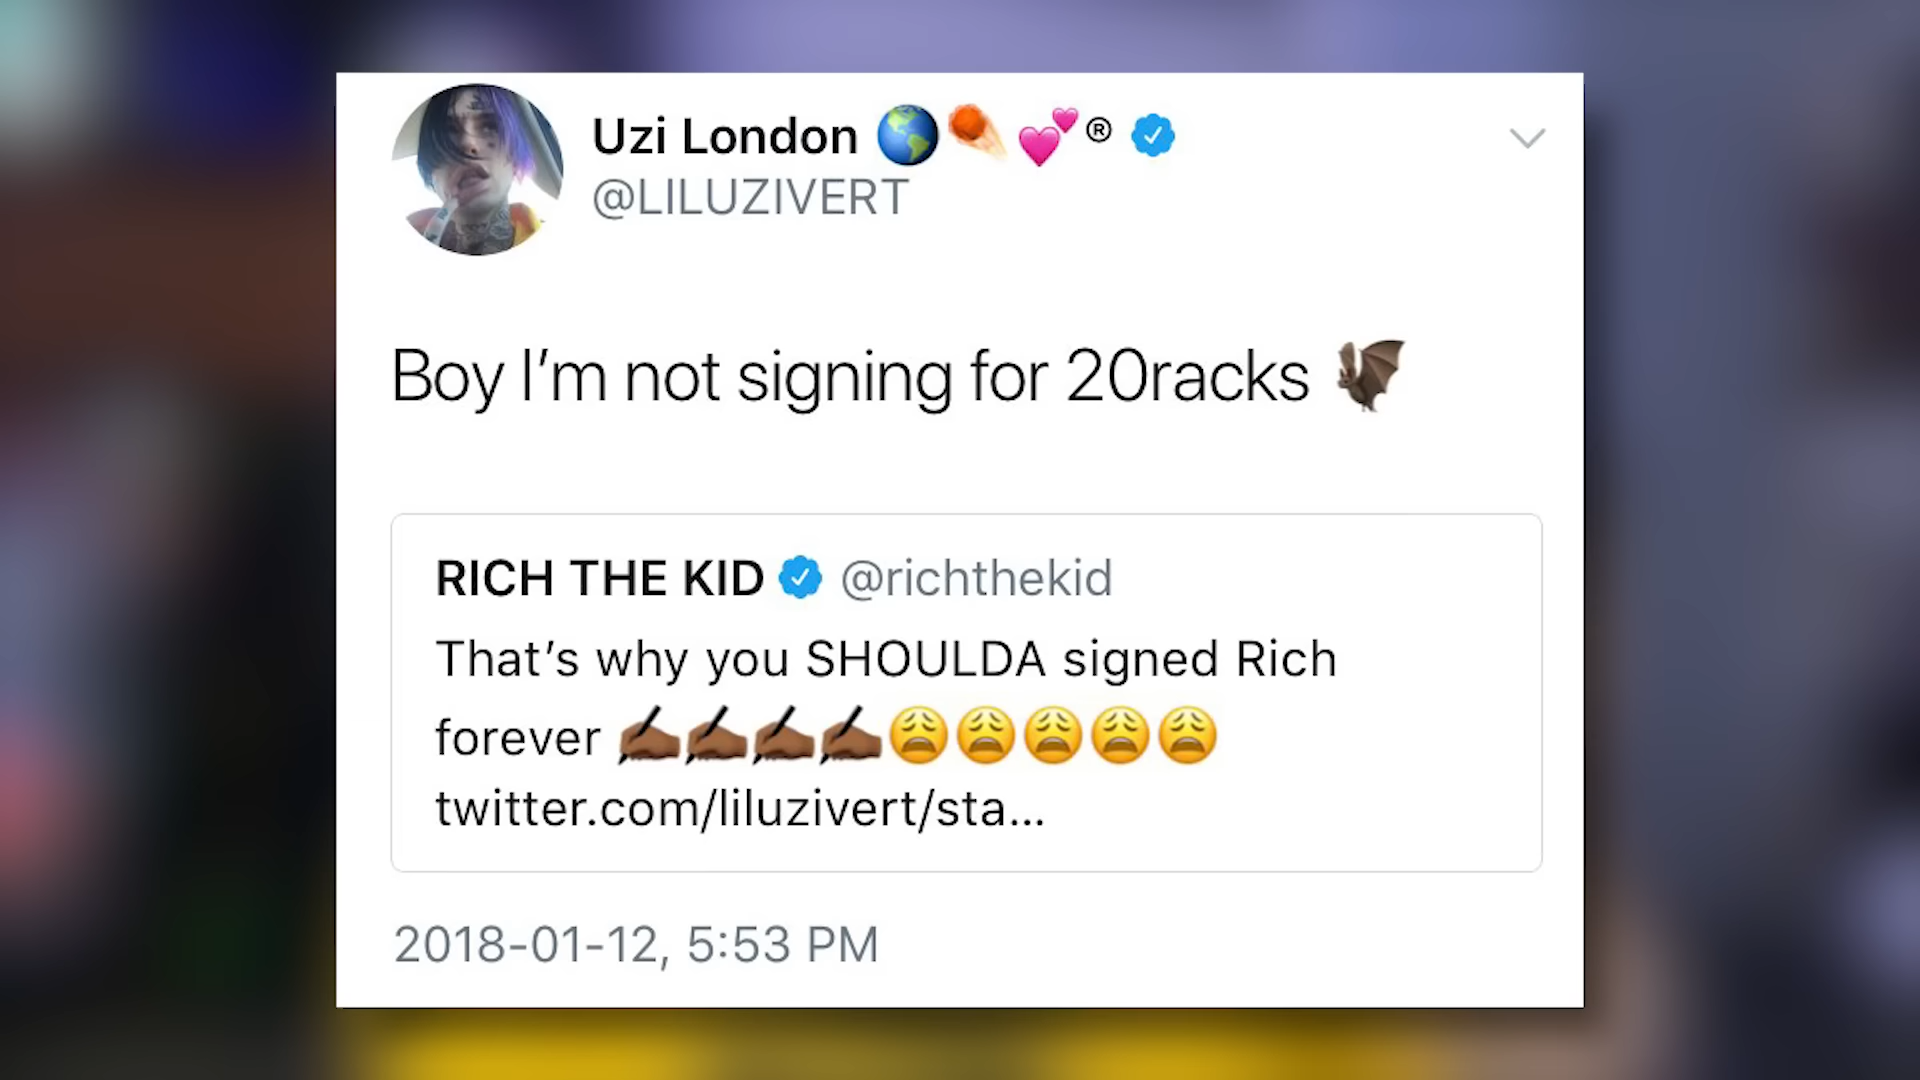 Uzi London 🌎☄️💕®
@LILUZIVERT
Boy I'm not signing for 20racks 🦇
RICH THE KID @richthekid
That's why you SHOULDA signed Rich
forever ✍🏾✍🏾✍🏾✍🏾😩😩😩😩😩
twitter.com/liluzivert/sta...
2018-01-12, 5:53 PM